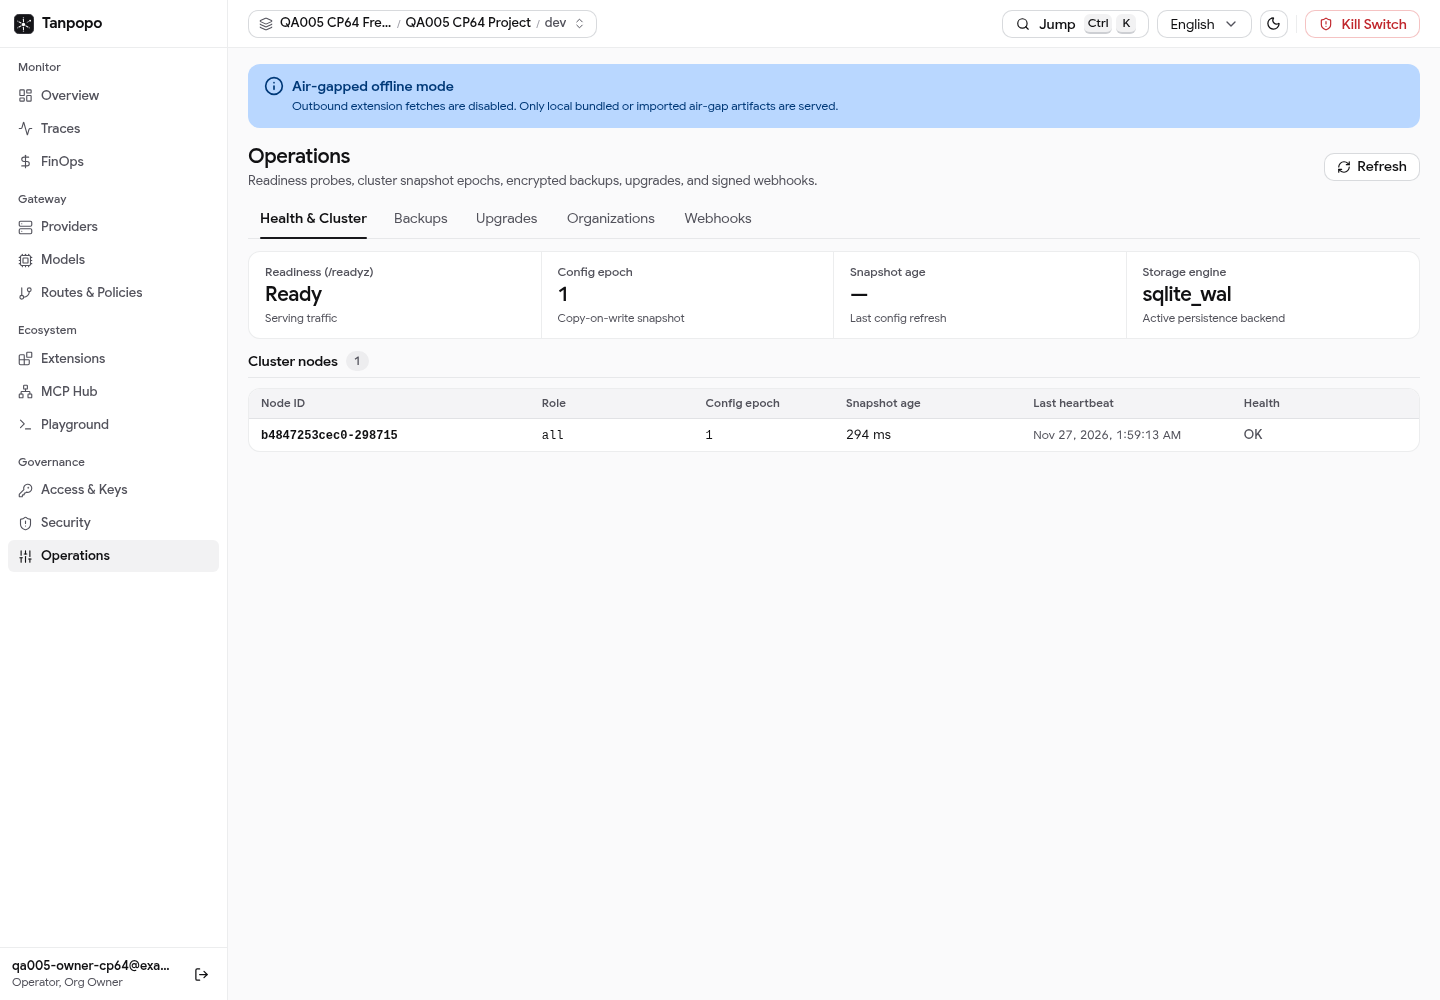 Tanpopo
QA005 CP64 Fre... / QA005 CP64 Project / dev
Jump Ctrl K
English
Kill Switch
Monitor
Overview
Traces
FinOps
Gateway
Providers
Models
Routes & Policies
Ecosystem
Extensions
MCP Hub
Playground
Governance
Access & Keys
Security
Operations
qa005-owner-cp64@exa...
Operator, Org Owner
Air-gapped offline mode
Outbound extension fetches are disabled. Only local bundled or imported air-gap artifacts are served.
Operations
Readiness probes, cluster snapshot epochs, encrypted backups, upgrades, and signed webhooks.
Refresh
Health & Cluster Backups Upgrades Organizations Webhooks
Readiness (/readyz)
Ready
Serving traffic
Config epoch
1
Copy-on-write snapshot
Snapshot age
—
Last config refresh
Storage engine
sqlite_wal
Active persistence backend
Cluster nodes 1
Node ID Role Config epoch Snapshot age Last heartbeat Health
b4847253cec0-298715 all 1 294 ms Nov 27, 2026, 1:59:13 AM OK